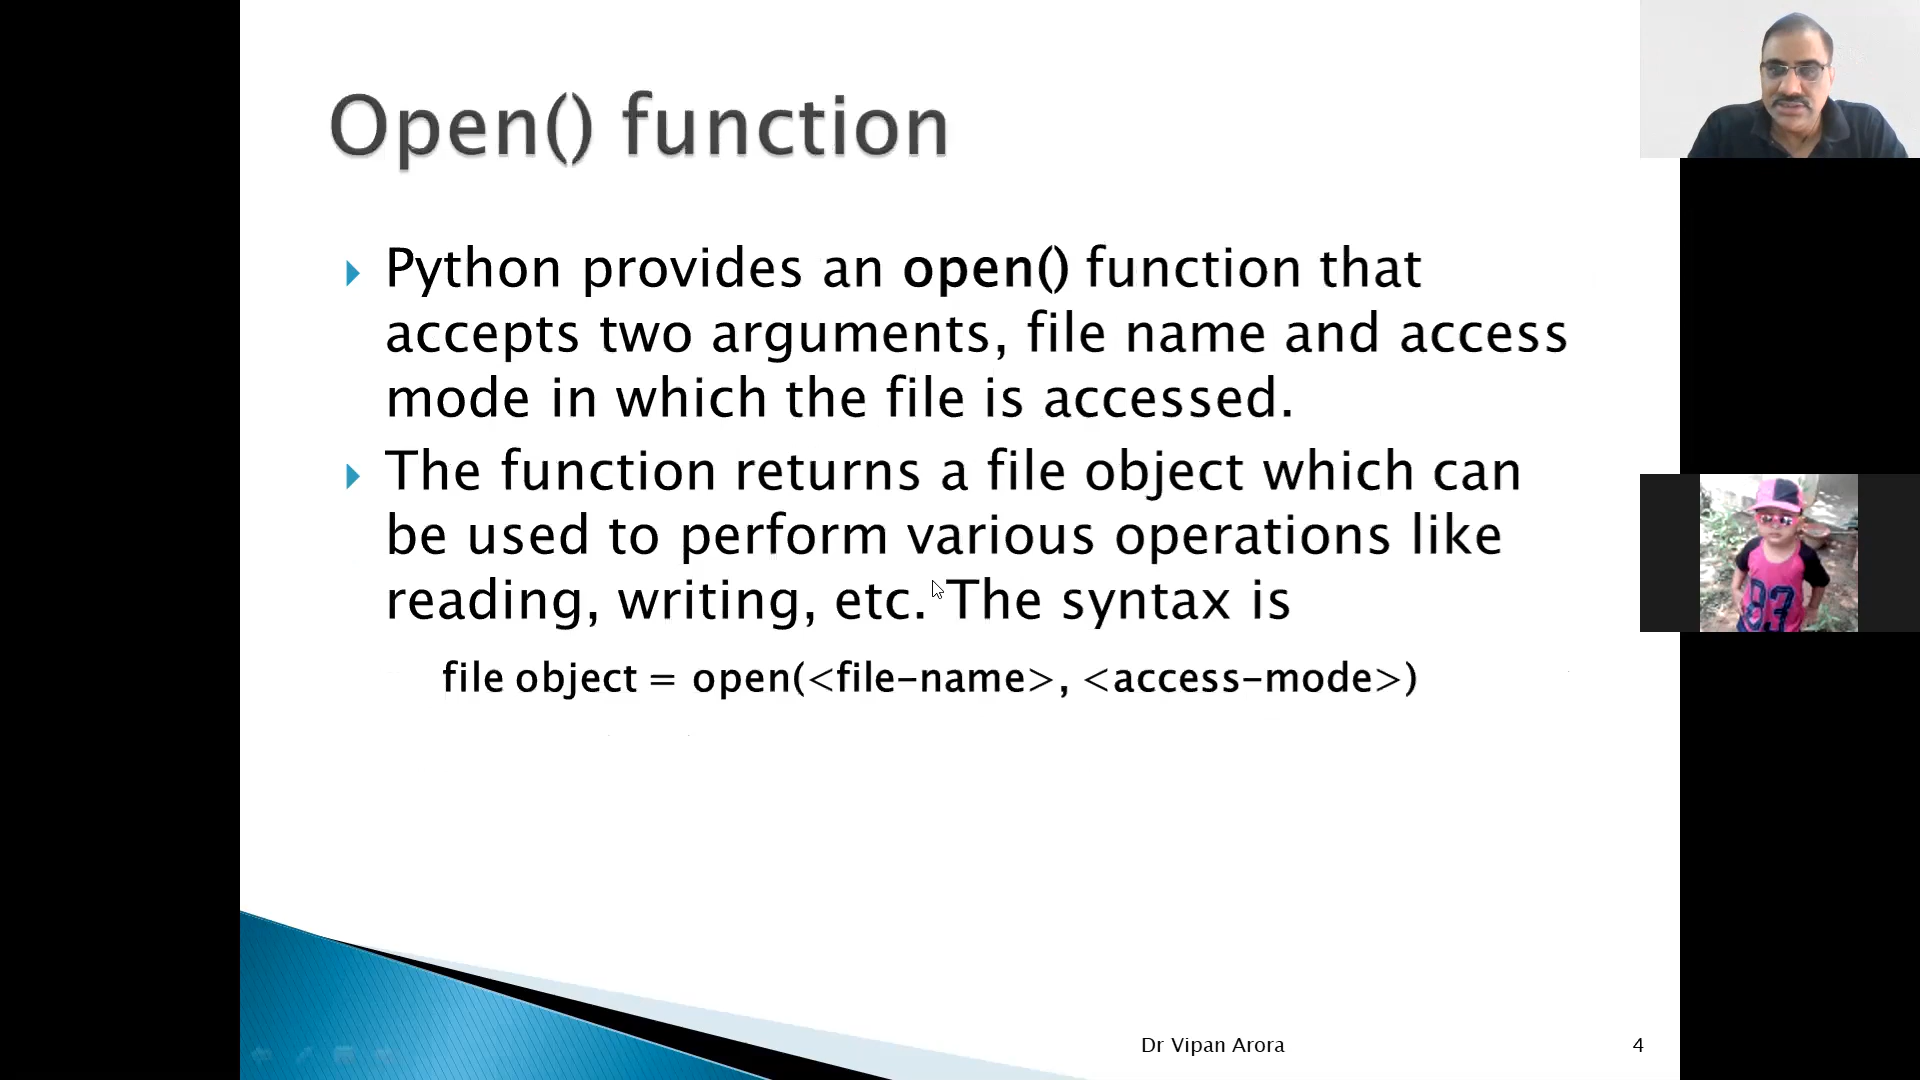 Open() function
Python provides an open() function that
accepts two arguments, file name and access
mode in which the file is accessed.
The function returns a file object which can
be used to perform various operations like
reading, writing, etc. The syntax is
file object = open(<file-name>, <access-mode>)
Dr Vipan Arora
4
83